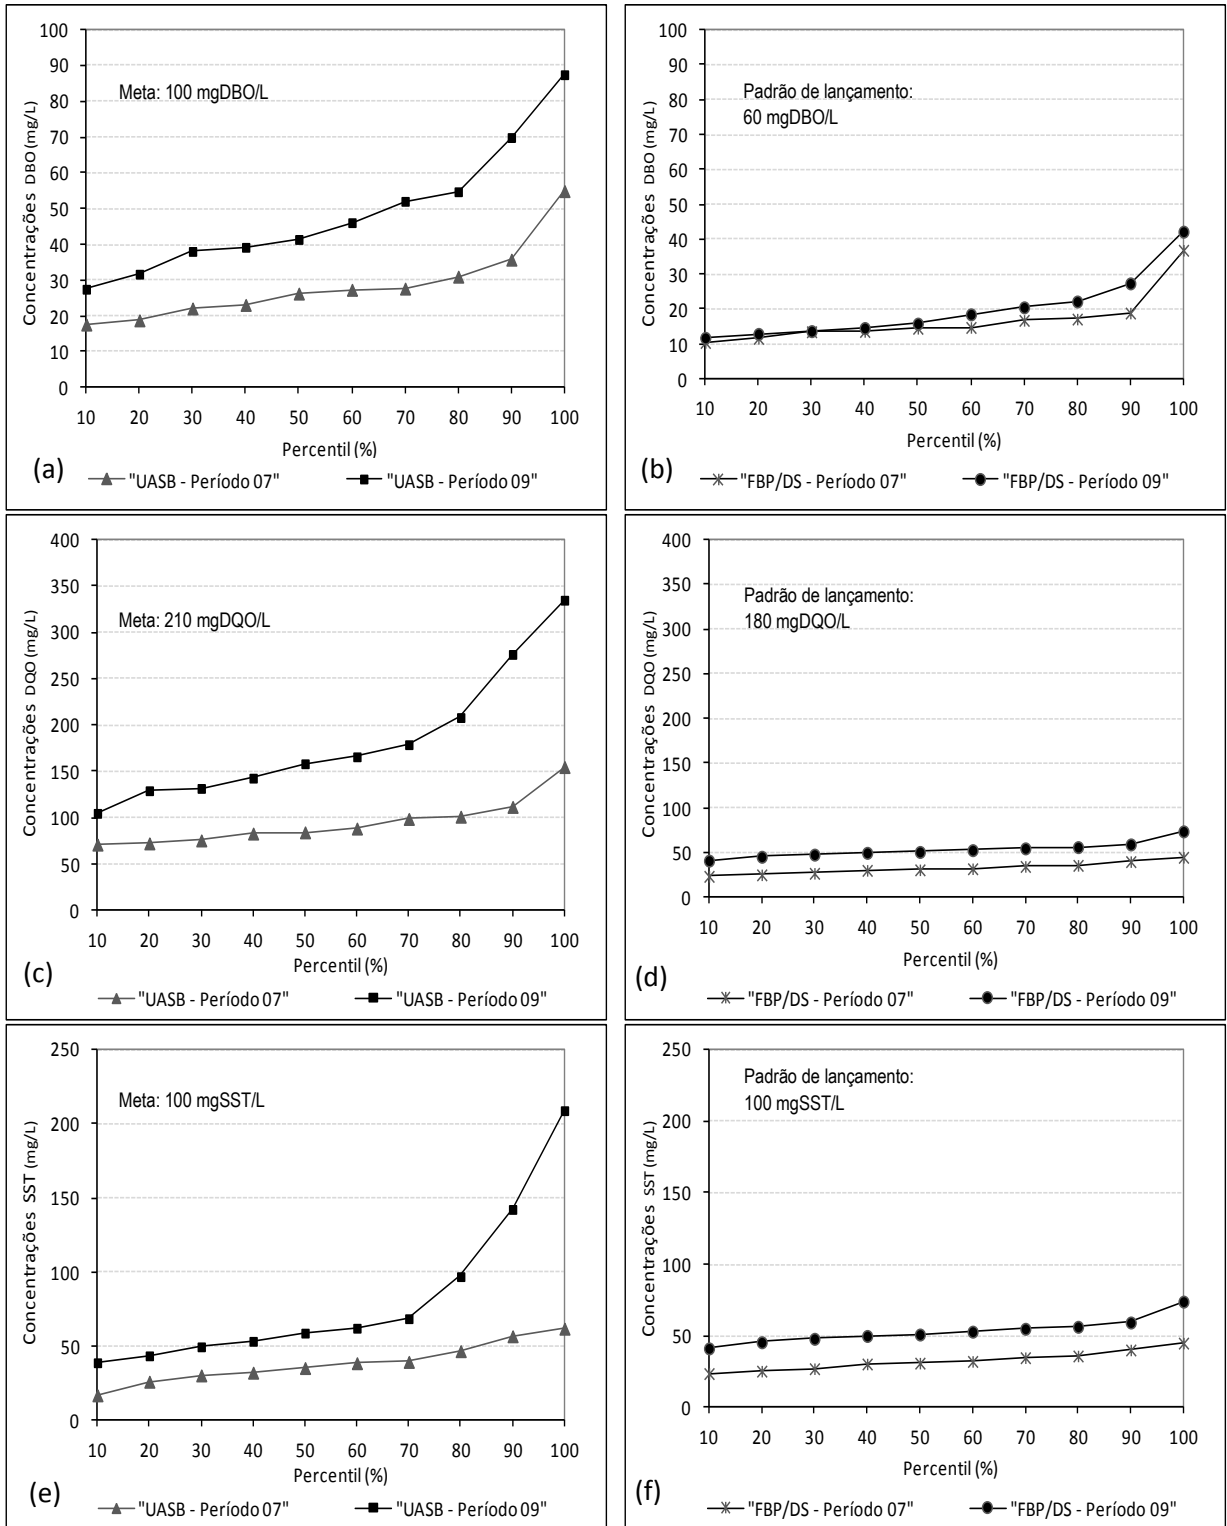 100
90
80
70
60
50
40
30
20
10
0
Concentrações DBO (mg/L)
Meta: 100 mgDBO/L
10 20 30 40 50 60 70 80 90 100
Percentil (%)
(a)
"UASB - Período 07" "UASB - Período 09"
100
90
80
70
60
50
40
30
20
10
0
Concentrações DBO (mg/L)
Padrão de lançamento:
60 mgDBO/L
10 20 30 40 50 60 70 80 90 100
Percentil (%)
(b)
"FBP/DS - Período 07" "FBP/DS - Período 09"
400
350
300
250
200
150
100
50
0
Concentrações DQO (mg/L)
Meta: 210 mgDQO/L
10 20 30 40 50 60 70 80 90 100
Percentil (%)
(c)
"UASB - Período 07" "UASB - Período 09"
400
350
300
250
200
150
100
50
0
Concentrações DQO (mg/L)
Padrão de lançamento:
180 mgDQO/L
10 20 30 40 50 60 70 80 90 100
Percentil (%)
(d)
"FBP/DS - Período 07" "FBP/DS - Período 09"
250
200
150
100
50
0
Concentrações SST (mg/L)
Meta: 100 mgSST/L
10 20 30 40 50 60 70 80 90 100
Percentil (%)
(e)
"UASB - Período 07" "UASB - Período 09"
250
200
150
100
50
0
Concentrações SST (mg/L)
Padrão de lançamento:
100 mgSST/L
10 20 30 40 50 60 70 80 90 100
Percentil (%)
(f)
"FBP/DS - Período 07" "FBP/DS - Período 09"